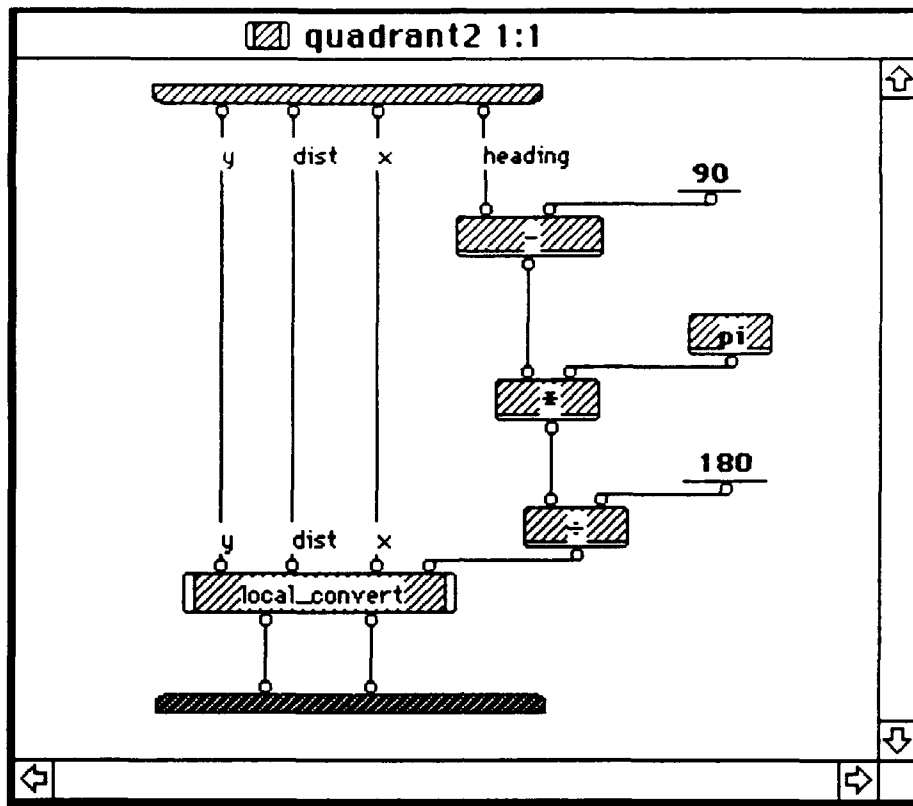 quadrant2 1:1
y dist x heading
90
-
pi
*
180
÷
y dist x
local_convert